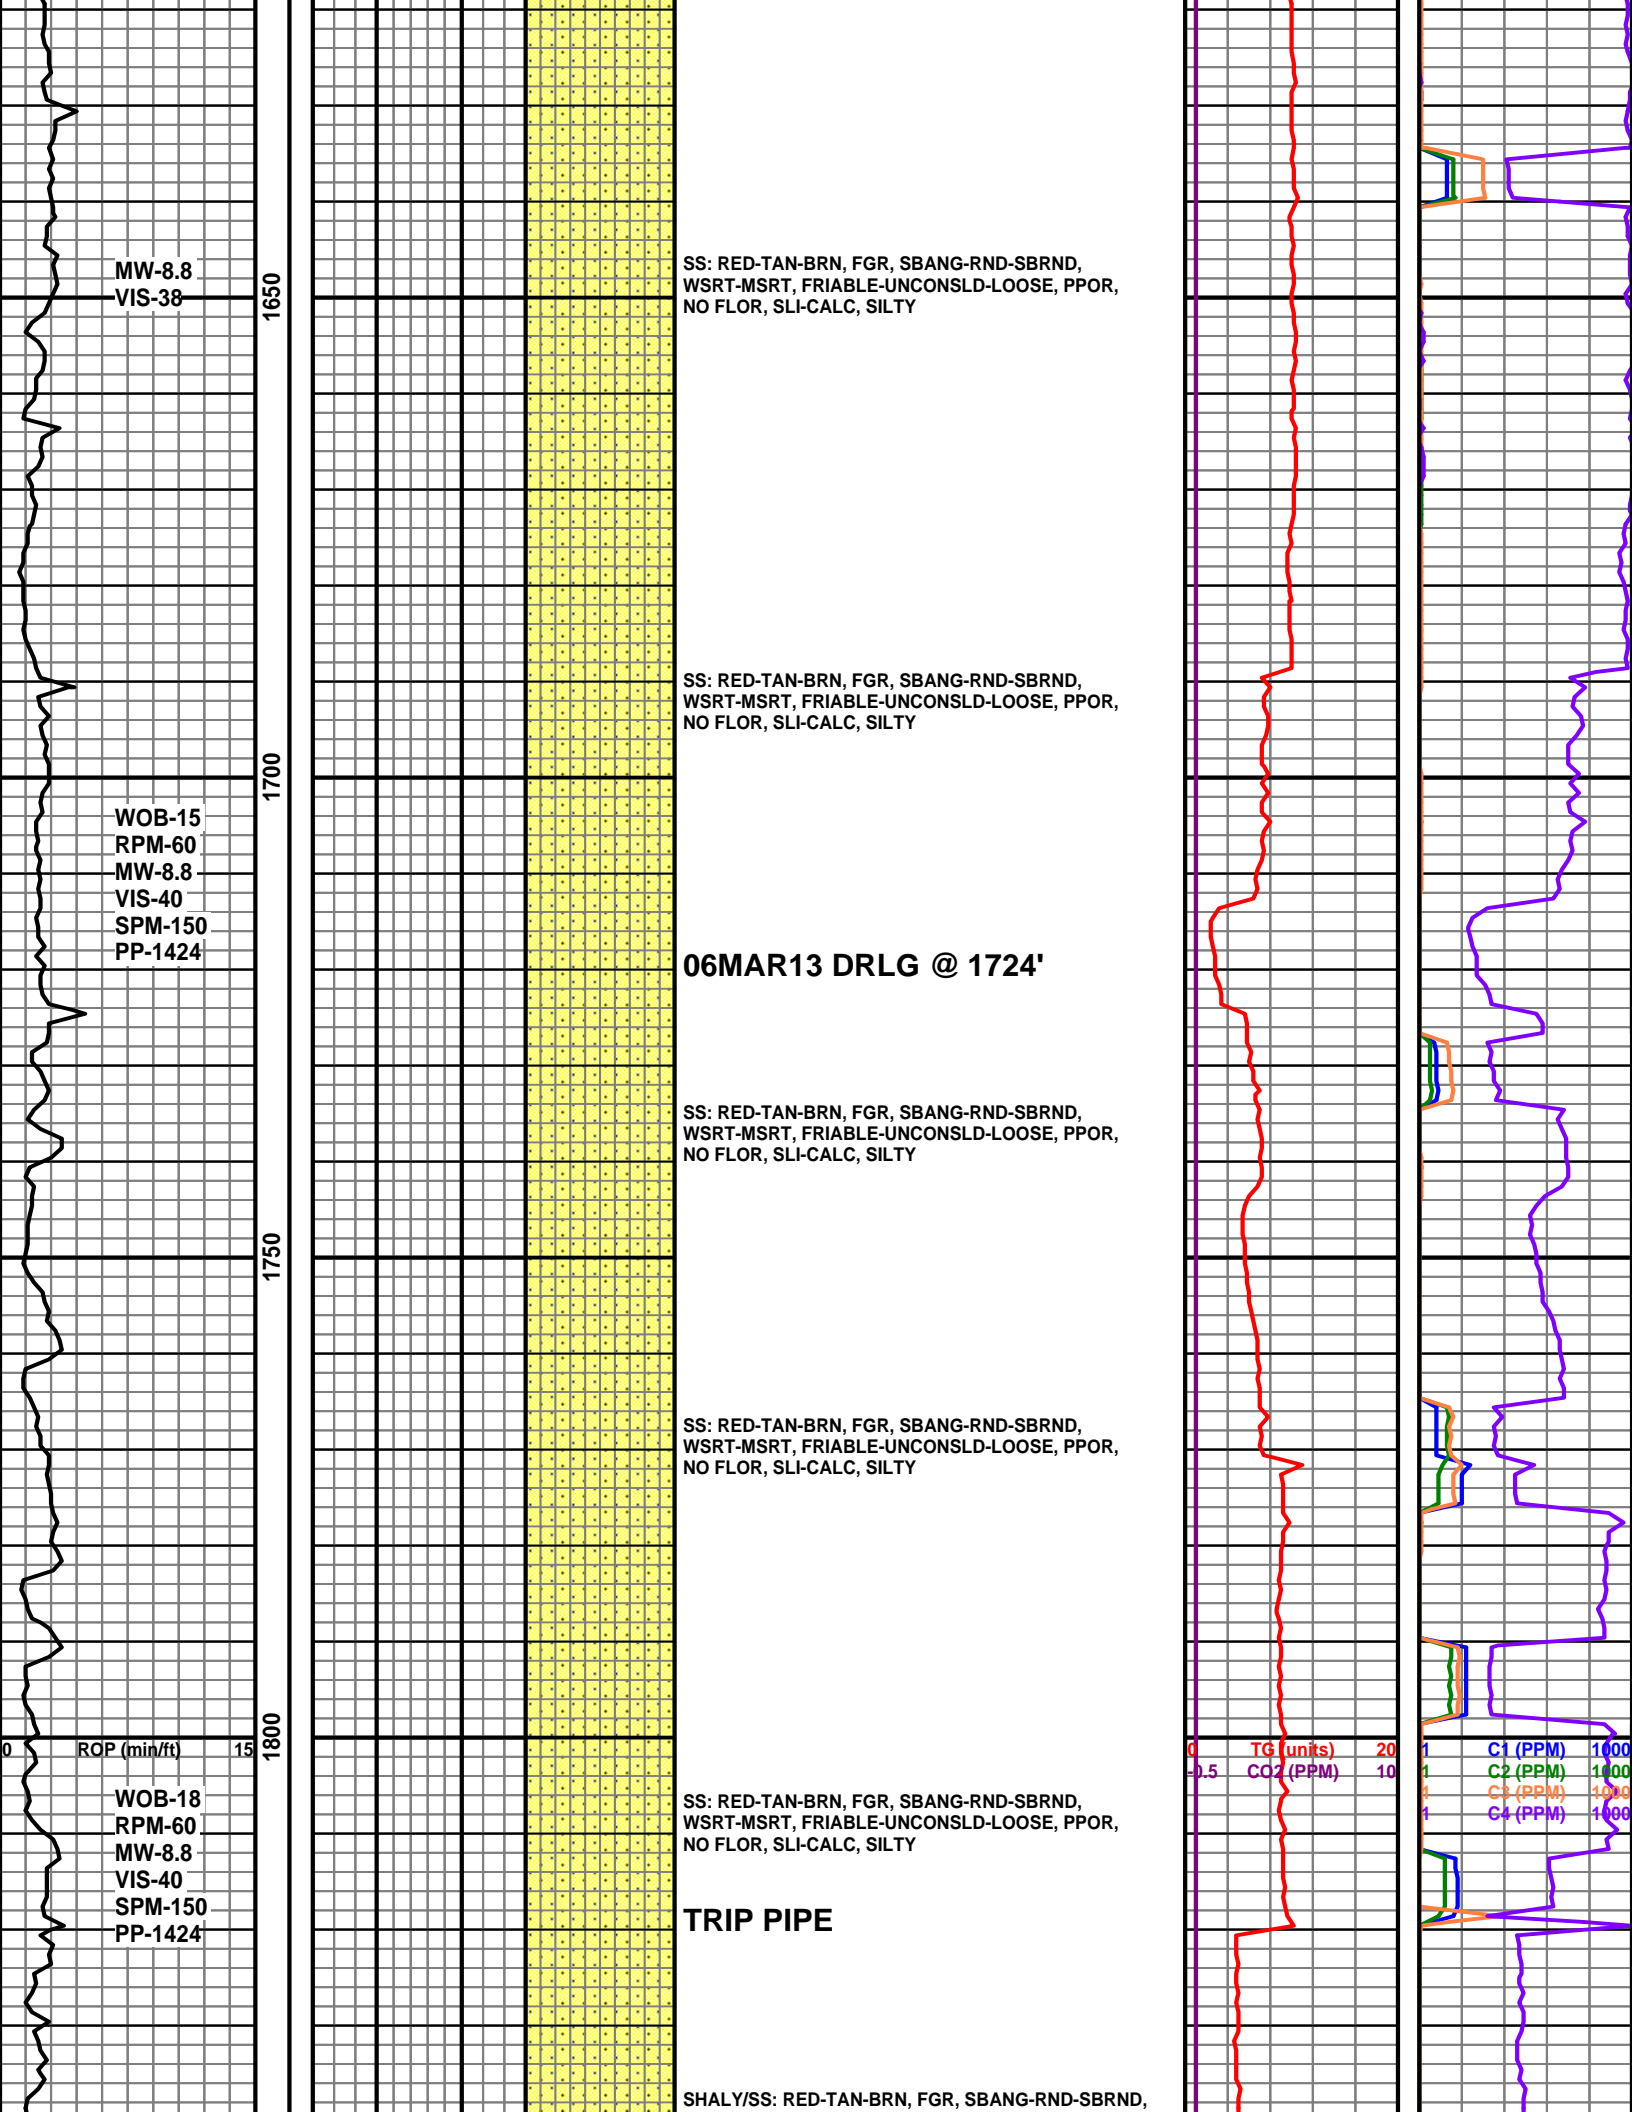 MW-8.8
VIS-38
1650
SS: RED-TAN-BRN, FGR, SBANG-RND-SBRND,
WSRT-MSRT, FRIABLE-UNCONSLD-LOOSE, PPOR,
NO FLOR, SLI-CALC, SILTY
SS: RED-TAN-BRN, FGR, SBANG-RND-SBRND,
WSRT-MSRT, FRIABLE-UNCONSLD-LOOSE, PPOR,
NO FLOR, SLI-CALC, SILTY
1700
WOB-15
RPM-60
MW-8.8
VIS-40
SPM-150
PP-1424
06MAR13 DRLG @ 1724'
SS: RED-TAN-BRN, FGR, SBANG-RND-SBRND,
WSRT-MSRT, FRIABLE-UNCONSLD-LOOSE, PPOR,
NO FLOR, SLI-CALC, SILTY
1750
SS: RED-TAN-BRN, FGR, SBANG-RND-SBRND,
WSRT-MSRT, FRIABLE-UNCONSLD-LOOSE, PPOR,
NO FLOR, SLI-CALC, SILTY
1800
0 ROP (min/ft) 15
0 TG (units) 20
-0.5 CO2 (PPM) 10
1 C1 (PPM) 1000
1 C2 (PPM) 1000
1 C3 (PPM) 1000
1 C4 (PPM) 1000
WOB-18
RPM-60
MW-8.8
VIS-40
SPM-150
PP-1424
SS: RED-TAN-BRN, FGR, SBANG-RND-SBRND,
WSRT-MSRT, FRIABLE-UNCONSLD-LOOSE, PPOR,
NO FLOR, SLI-CALC, SILTY
TRIP PIPE
SHALY/SS: RED-TAN-BRN, FGR, SBANG-RND-SBRND,